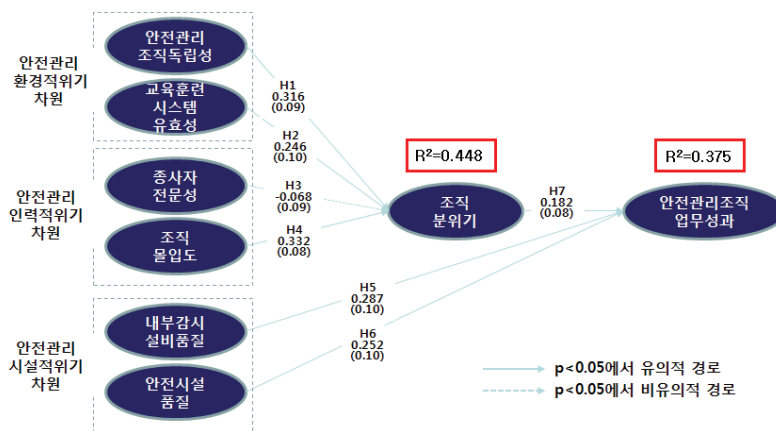 안전관리
환경적위기
차원
안전관리
조직독립성
교육훈련
시스템
유효성
H1
0.316
(0.09)
H2
0.246
(0.10)
안전관리
인력적위기
차원
종사자
전문성
조직
몰입도
H3
-0.068
(0.09)
H4
0.332
(0.08)
R²=0.448
조직
분위기
H7
0.182
(0.08)
R²=0.375
안전관리조직
업무성과
안전관리
시설적위기
차원
내부감시
설비품질
안전시설
품질
H5
0.287
(0.10)
H6
0.252
(0.10)
p<0.05에서 유의적 경로
p<0.05에서 비유의적 경로